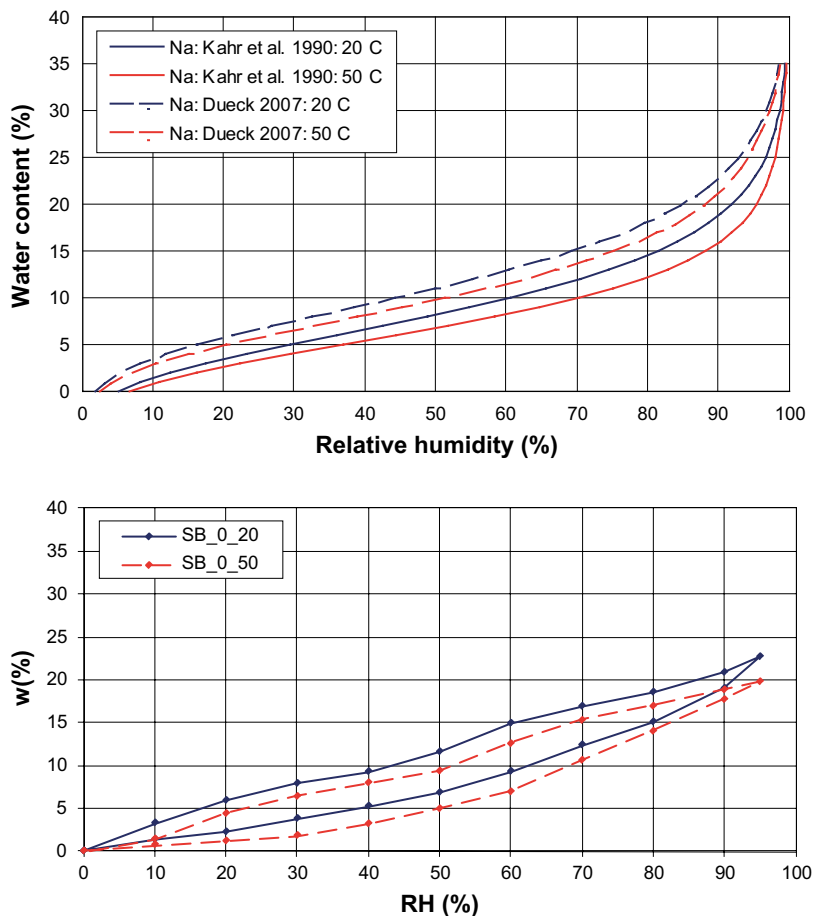 40
35
30
25
20
15
10
5
0
Water content (%)
Na: Kahr et al. 1990: 20 C
Na: Kahr et al. 1990: 50 C
Na: Dueck 2007: 20 C
Na: Dueck 2007: 50 C
0 10 20 30 40 50 60 70 80 90 100
Relative humidity (%)
40
35
30
25
20
15
10
5
0
w(%)
SB_0_20
SB_0_50
0 10 20 30 40 50 60 70 80 90 100
RH (%)